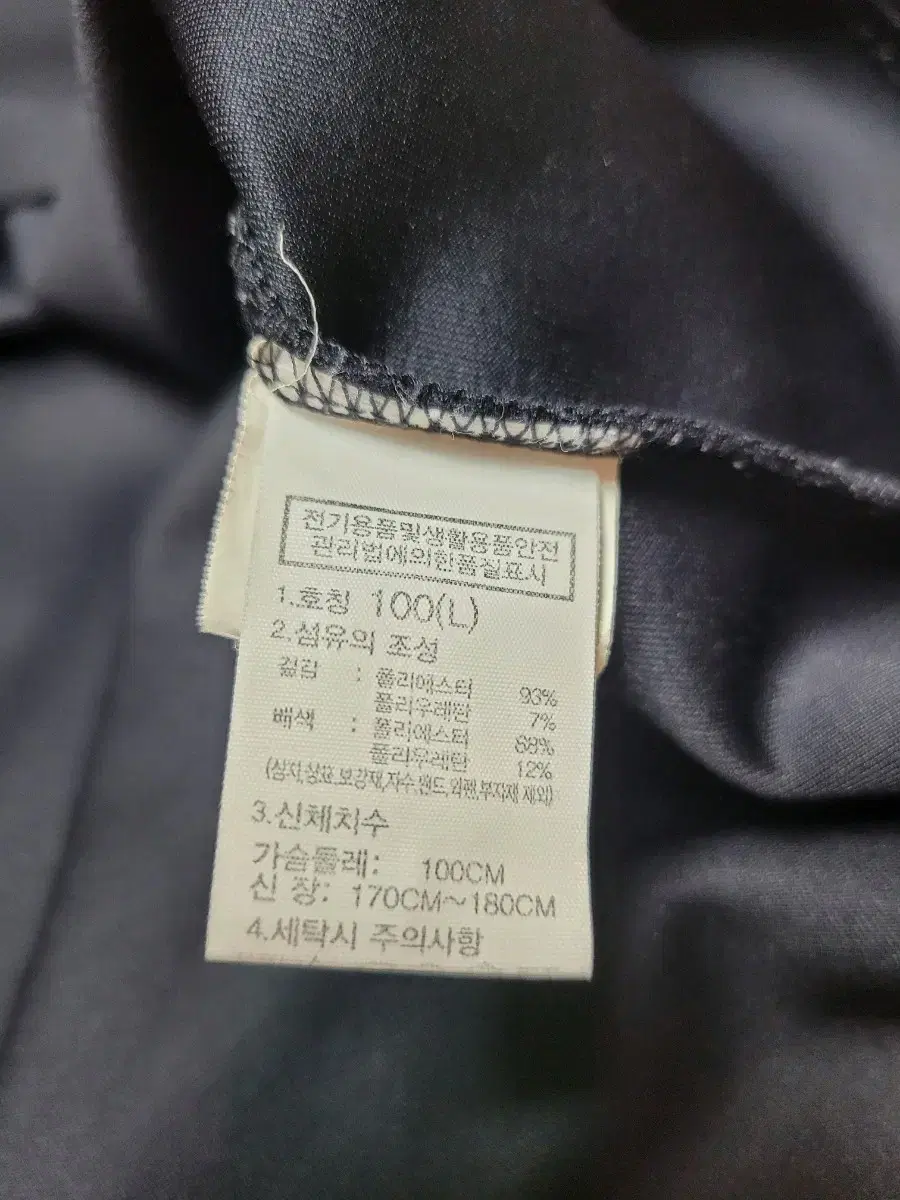 전기용품및생활용품안전
관리법에의한품질표시
1.호칭 100(L)
2.섬유의 조성
겉감 : 폴리에스터 93%
폴리우레탄 7%
배색 : 폴리에스터 88%
폴리우레탄 12%
(심지,상표,보강재,자수,밴드,와펜,부자재 제외)
3.신체치수
가슴둘레: 100CM
신 장: 170CM~180CM
4.세탁시 주의사항